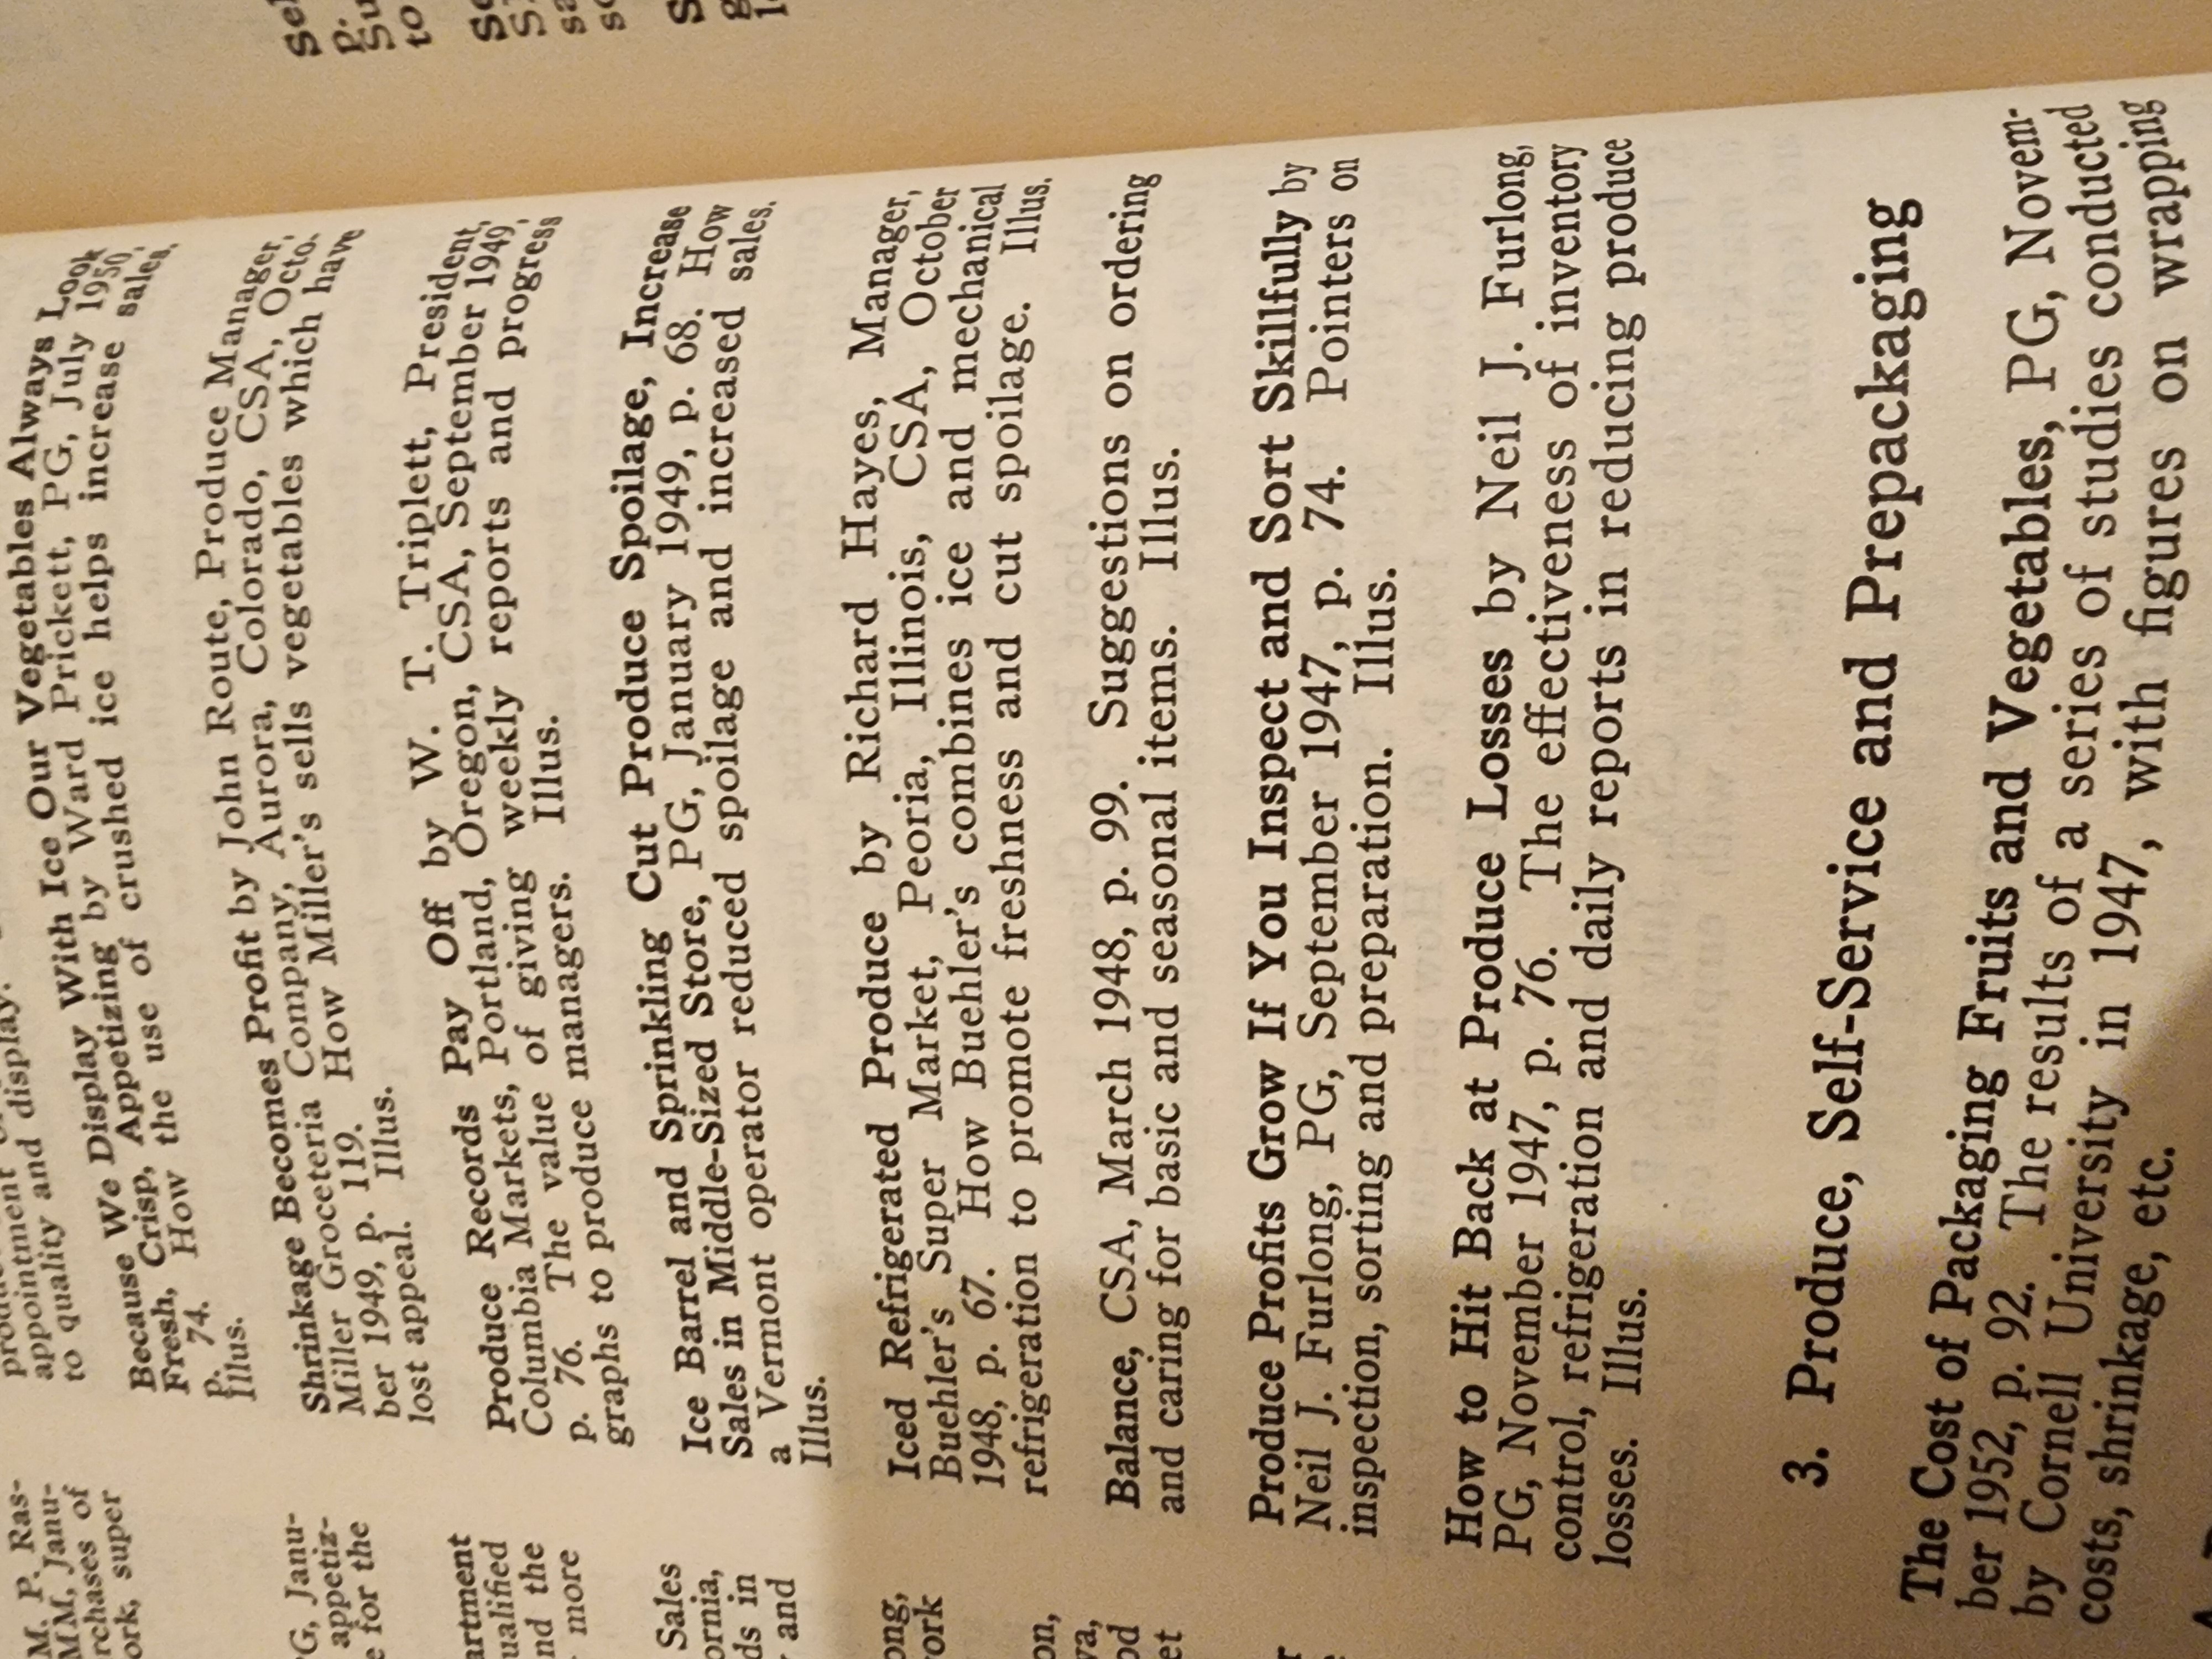 appointment and display.
to quality
Because We Display With Ice Our Vegetables Always Look
Fresh, Crisp, Appetizing by Ward Prickett, PG, July 1950,
p. 74. How the use of crushed ice helps increase sales.
Illus.
Shrinkage Becomes Profit by John Route, Produce Manager,
Miller Groceteria Company, Aurora, Colorado, CSA, Octo-
ber 1949, p. 119. How Miller's sells vegetables which have
lost appeal. Illus.
Produce Records Pay Off by W. T. Triplett, President,
Columbia Markets, Portland, Oregon, CSA, September 1949,
p. 76. The value of giving weekly reports and progress
graphs to produce managers. Illus.
Ice Barrel and Sprinkling Cut Produce Spoilage, Increase
Sales in Middle-Sized Store, PG, January 1949, p. 68. How
a Vermont operator reduced spoilage and increased sales.
Illus.
Iced Refrigerated Produce by Richard Hayes, Manager,
Buehler's Super Market, Peoria, Illinois, CSA, October
1948, p. 67. How Buehler's combines ice and mechanical
refrigeration to promote freshness and cut spoilage. Illus.
Balance, CSA, March 1948, p. 99. Suggestions on ordering
and caring for basic and seasonal items. Illus.
Produce Profits Grow If You Inspect and Sort Skillfully by
Neil J. Furlong, PG, September 1947, p. 74. Pointers on
inspection, sorting and preparation. Illus.
How to Hit Back at Produce Losses by Neil J. Furlong,
PG, November 1947, p. 76. The effectiveness of inventory
control, refrigeration and daily reports in reducing produce
losses. Illus.
3. Produce, Self-Service and Prepackaging
The Cost of Packaging Fruits and Vegetables, PG, Novem-
ber 1952, p. 92. The results of a series of studies conducted
by Cornell University in 1947, with figures on wrapping
costs, shrinkage, etc.